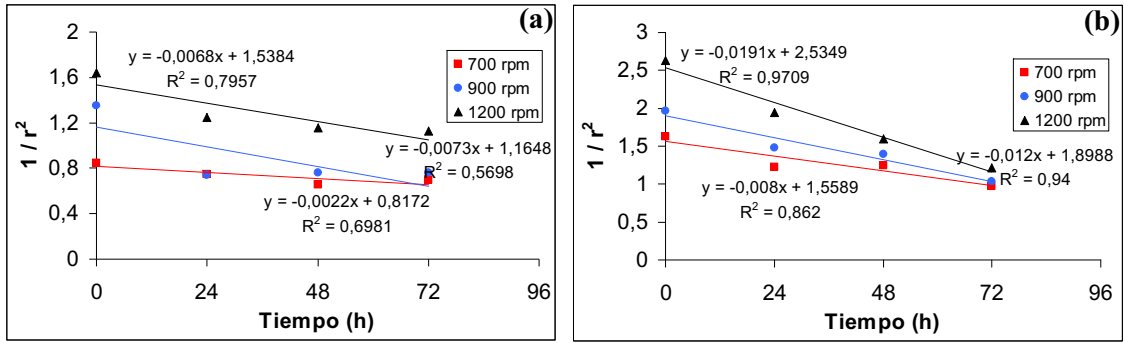 (a)
2
1,6
1,2
0,8
0,4
0
1 / r²
0 24 48 72 96
Tiempo (h)
y = -0,0068x + 1,5384
R² = 0,7957
700 rpm
900 rpm
1200 rpm
y = -0,0073x + 1,1648
R² = 0,5698
y = -0,0022x + 0,8172
R² = 0,6981
(b)
3
2,5
2
1,5
1
0,5
0
1 / r²
0 24 48 72 96
Tiempo (h)
y = -0,0191x + 2,5349
R² = 0,9709
700 rpm
900 rpm
1200 rpm
y = -0,012x + 1,8988
R² = 0,94
y = -0,008x + 1,5589
R² = 0,862